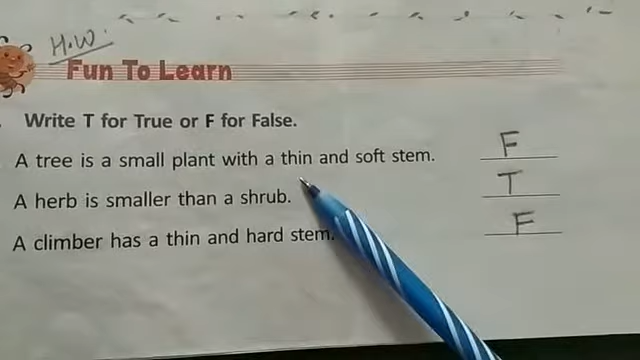 H.W.
Fun To Learn
Write T for True or F for False.
A tree is a small plant with a thin and soft stem. F
A herb is smaller than a shrub. T
A climber has a thin and hard stem. F